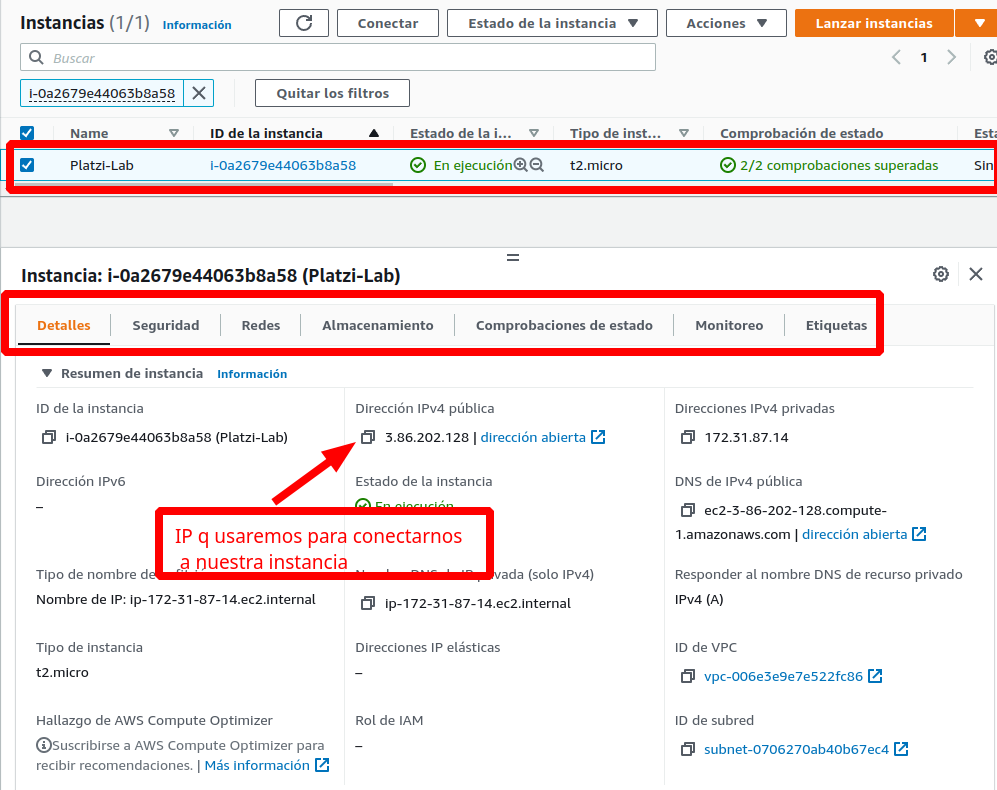 Instancias (1/1) Información Conectar Estado de la instancia Acciones Lanzar instancias
Buscar 1
i-0a2679e44063b8a58 Quitar los filtros
Name ID de la instancia Estado de la i... Tipo de inst... Comprobación de estado Esta
Platzi-Lab i-0a2679e44063b8a58 En ejecución t2.micro 2/2 comprobaciones superadas Sin
Instancia: i-0a2679e44063b8a58 (Platzi-Lab)
Detalles Seguridad Redes Almacenamiento Comprobaciones de estado Monitoreo Etiquetas
Resumen de instancia Información
ID de la instancia
i-0a2679e44063b8a58 (Platzi-Lab)
Dirección IPv4 pública
3.86.202.128 | dirección abierta
Direcciones IPv4 privadas
172.31.87.14
Dirección IPv6
–
Estado de la instancia
En ejecución
DNS de IPv4 pública
ec2-3-86-202-128.compute-
1.amazonaws.com | dirección abierta
IP q usaremos para conectarnos
a nuestra instancia
Tipo de nombre de
Nombre de IP: ip-172-31-87-14.ec2.internal
Nombre DNS de IP privada (solo IPv4)
ip-172-31-87-14.ec2.internal
Responder al nombre DNS de recurso privado
IPv4 (A)
Tipo de instancia
t2.micro
Direcciones IP elásticas
–
ID de VPC
vpc-006e3e9e7e522fc86
Hallazgo de AWS Compute Optimizer
Suscribirse a AWS Compute Optimizer para
recibir recomendaciones. | Más información
Rol de IAM
–
ID de subred
subnet-0706270ab40b67ec4